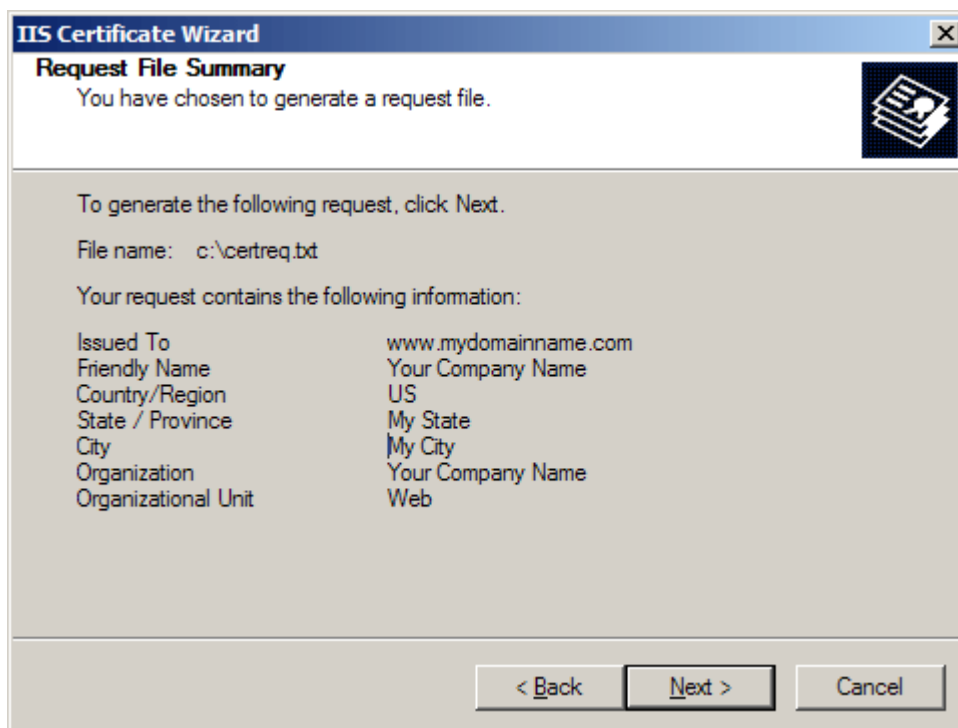 IIS Certificate Wizard
Request File Summary
You have chosen to generate a request file.
To generate the following request, click Next.
File name: c:\certreq.txt
Your request contains the following information:
Issued To www.mydomainname.com
Friendly Name Your Company Name
Country/Region US
State / Province My State
City My City
Organization Your Company Name
Organizational Unit Web
< Back Next > Cancel